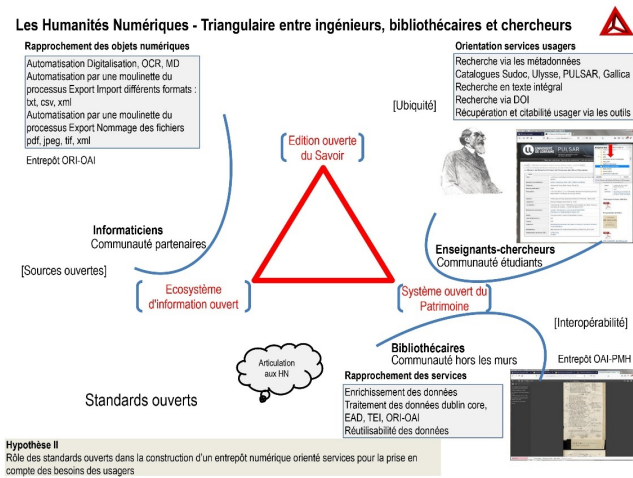 Les Humanités Numériques - Triangulaire entre ingénieurs, bibliothécaires et chercheurs
Rapprochement des objets numériques
Automatisation Digitalisation, OCR, MD
Automatisation par une moulinette du
processus Export Import différents formats :
txt, csv, xml
Automatisation par une moulinette du
processus Export Nommage des fichiers
pdf, jpeg, tif, xml
Entrepôt ORI-OAI
Orientation services usagers
Recherche via les métadonnées
Catalogues Sudoc, Ulysse, PULSAR, Gallica
Recherche en texte intégral
Recherche via DOI
Récupération et citabilité usager via les outils
[Ubiquité]
Edition ouverte
du Savoir
PULSAR
Informaticiens
Communauté partenaires
[Sources ouvertes]
Enseignants-chercheurs
Communauté étudiants
Ecosystème
d'information ouvert
Système ouvert du
Patrimoine
[Interopérabilité]
Bibliothécaires
Communauté hors les murs
Entrepôt OAI-PMH
Articulation
aux HN
Rapprochement des services
Enrichissement des données
Traitement des données dublin core,
EAD, TEI, ORI-OAI
Réutilisabilité des données
Standards ouverts
Hypothèse II
Rôle des standards ouverts dans la construction d'un entrepôt numérique orienté services pour la prise en
compte des besoins des usagers